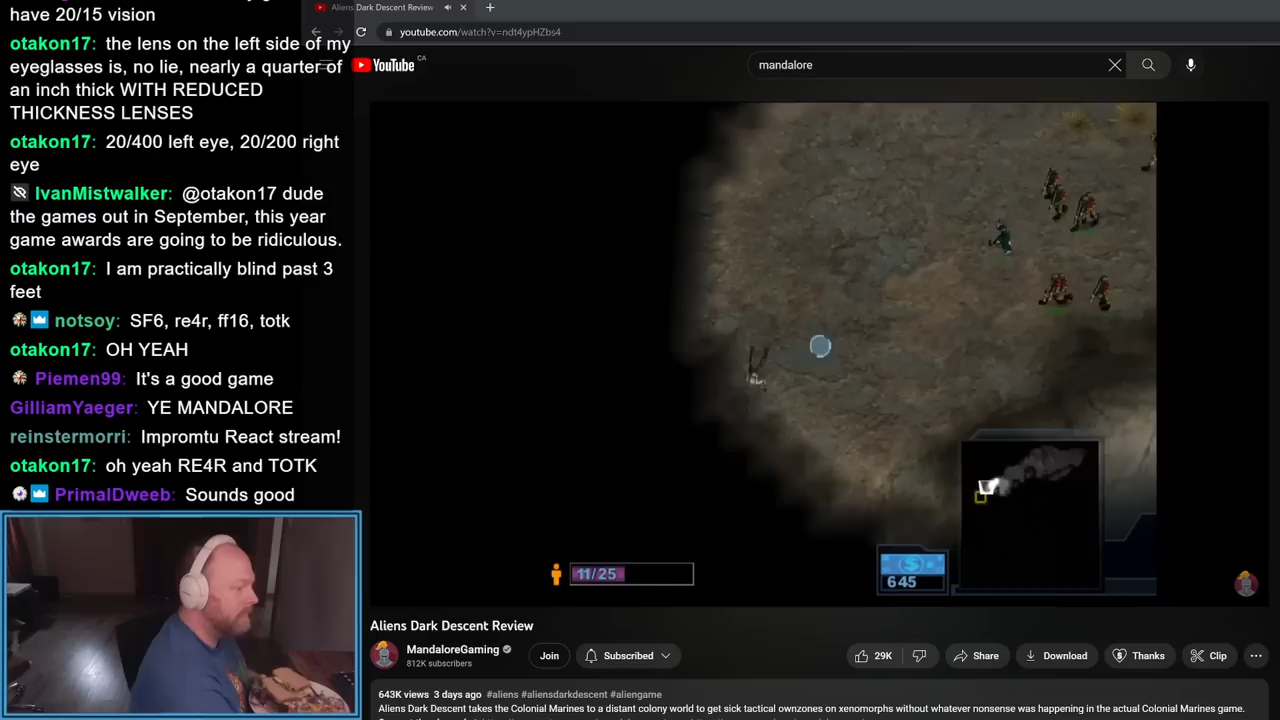 have 20/15 vision
otakon17: the lens on the left side of my
eyeglasses is, no lie, nearly a quarter of
an inch thick WITH REDUCED
THICKNESS LENSES
otakon17: 20/400 left eye, 20/200 right
eye
IvanMistwalker: @otakon17 dude
the games out in September, this year
game awards are going to be ridiculous.
otakon17: I am practically blind past 3
feet
notsoy: SF6, re4r, ff16, totk
otakon17: OH YEAH
Piemen99: It's a good game
GilliamYaeger: YE MANDALORE
reinstermorri: Impromtu React stream!
otakon17: oh yeah RE4R and TOTK
PrimalDweeb: Sounds good
Aliens Dark Descent Review
youtube.com/watch?v=ndt4ypHZbs4
YouTube CA
mandalore
11/25
645
Aliens Dark Descent Review
MandaloreGaming
812K subscribers
Join
Subscribed
29K
Share
Download
Thanks
Clip
643K views 3 days ago #aliens #aliensdarkdescent #aliengame
Aliens Dark Descent takes the Colonial Marines to a distant colony world to get sick tactical ownzones on xenomorphs without whatever nonsense was happening in the actual Colonial Marines game.